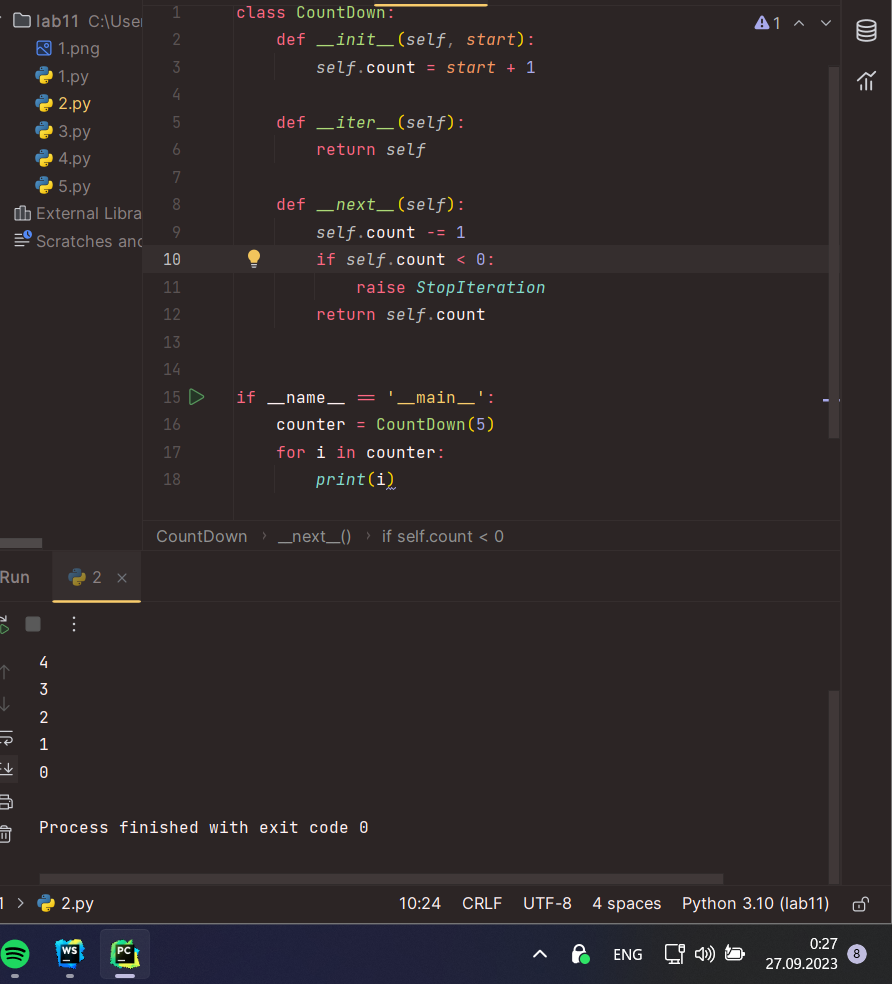 lab11 C:\User
1.png
1.py
2.py
3.py
4.py
5.py
External Libra
Scratches and
1 class CountDown:
2 def __init__(self, start):
3 self.count = start + 1
4
5 def __iter__(self):
6 return self
7
8 def __next__(self):
9 self.count -= 1
10 if self.count < 0:
11 raise StopIteration
12 return self.count
13
14
15 if __name__ == '__main__':
16 counter = CountDown(5)
17 for i in counter:
18 print(i)
1
CountDown › __next__() › if self.count < 0
Run 2
4
3
2
1
0
Process finished with exit code 0
1 > 2.py 10:24 CRLF UTF-8 4 spaces Python 3.10 (lab11)
WS PC ENG 0:27
27.09.2023 8